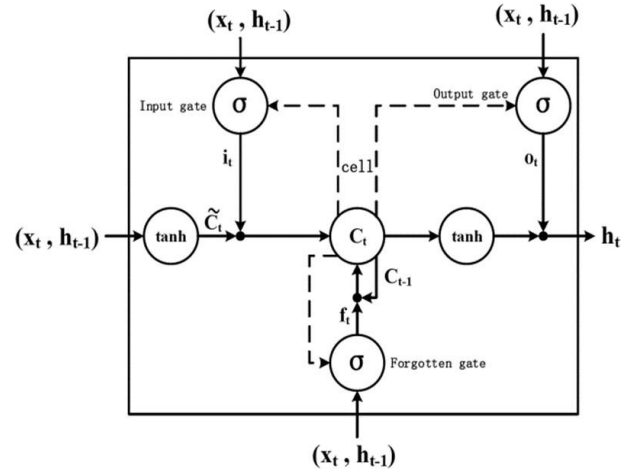 (xt , ht-1)
(xt , ht-1)
Input gate
σ
Output gate
σ
it
cell
ot
(xt , ht-1)
tanh
C̃t
Ct
tanh
ht
Ct-1
ft
σ
Forgotten gate
(xt , ht-1)